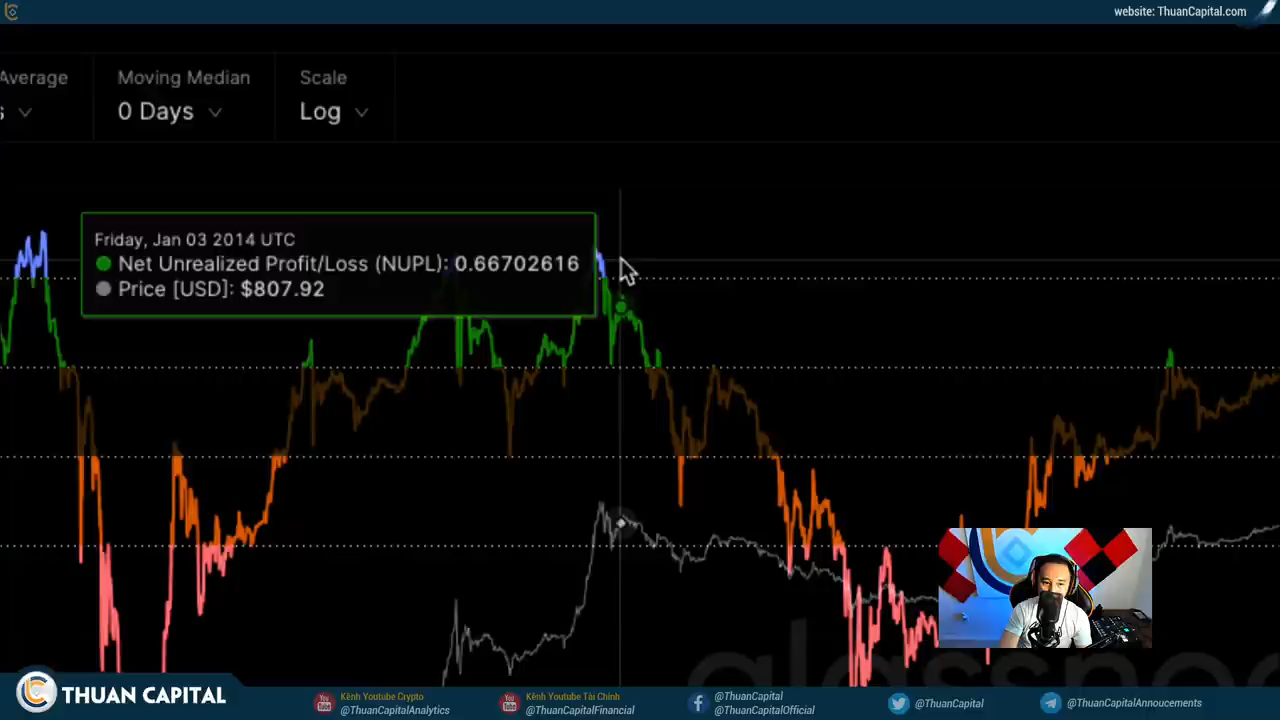 website: ThuanCapital.com
Average
Moving Median
Scale
0 Days
Log
Friday, Jan 03 2014 UTC
Net Unrealized Profit/Loss (NUPL): 0.66702616
Price [USD]: $807.92
THUAN CAPITAL
Kênh Youtube Crypto
@ThuanCapitalAnalytics
Kênh Youtube Tài Chính
@ThuanCapitalFinancial
@ThuanCapital
@ThuanCapitalOfficial
@ThuanCapital
@ThuanCapitalAnnoucements